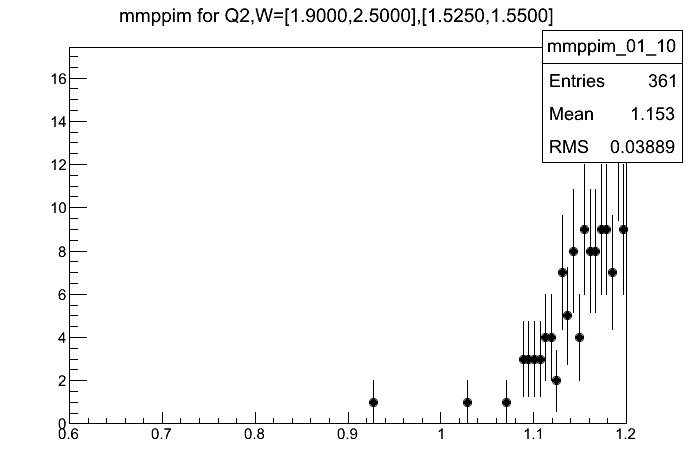 mmppim for Q2,W=[1.9000,2.5000],[1.5250,1.5500]
mmppim_01_10
Entries 361
Mean 1.153
RMS 0.03889
16
14
12
10
8
6
4
2
0
0.6 0.7 0.8 0.9 1 1.1 1.2